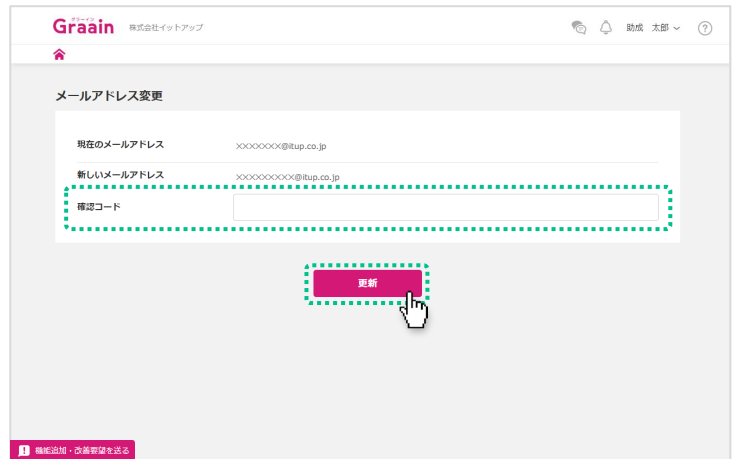 グラーイン
Graain 株式会社イットアップ 助成 太郎 ?
メールアドレス変更
現在のメールアドレス XXXXXXX@itup.co.jp
新しいメールアドレス XXXXXXXXX@itup.co.jp
確認コード
更新
! 機能追加・改善要望を送る